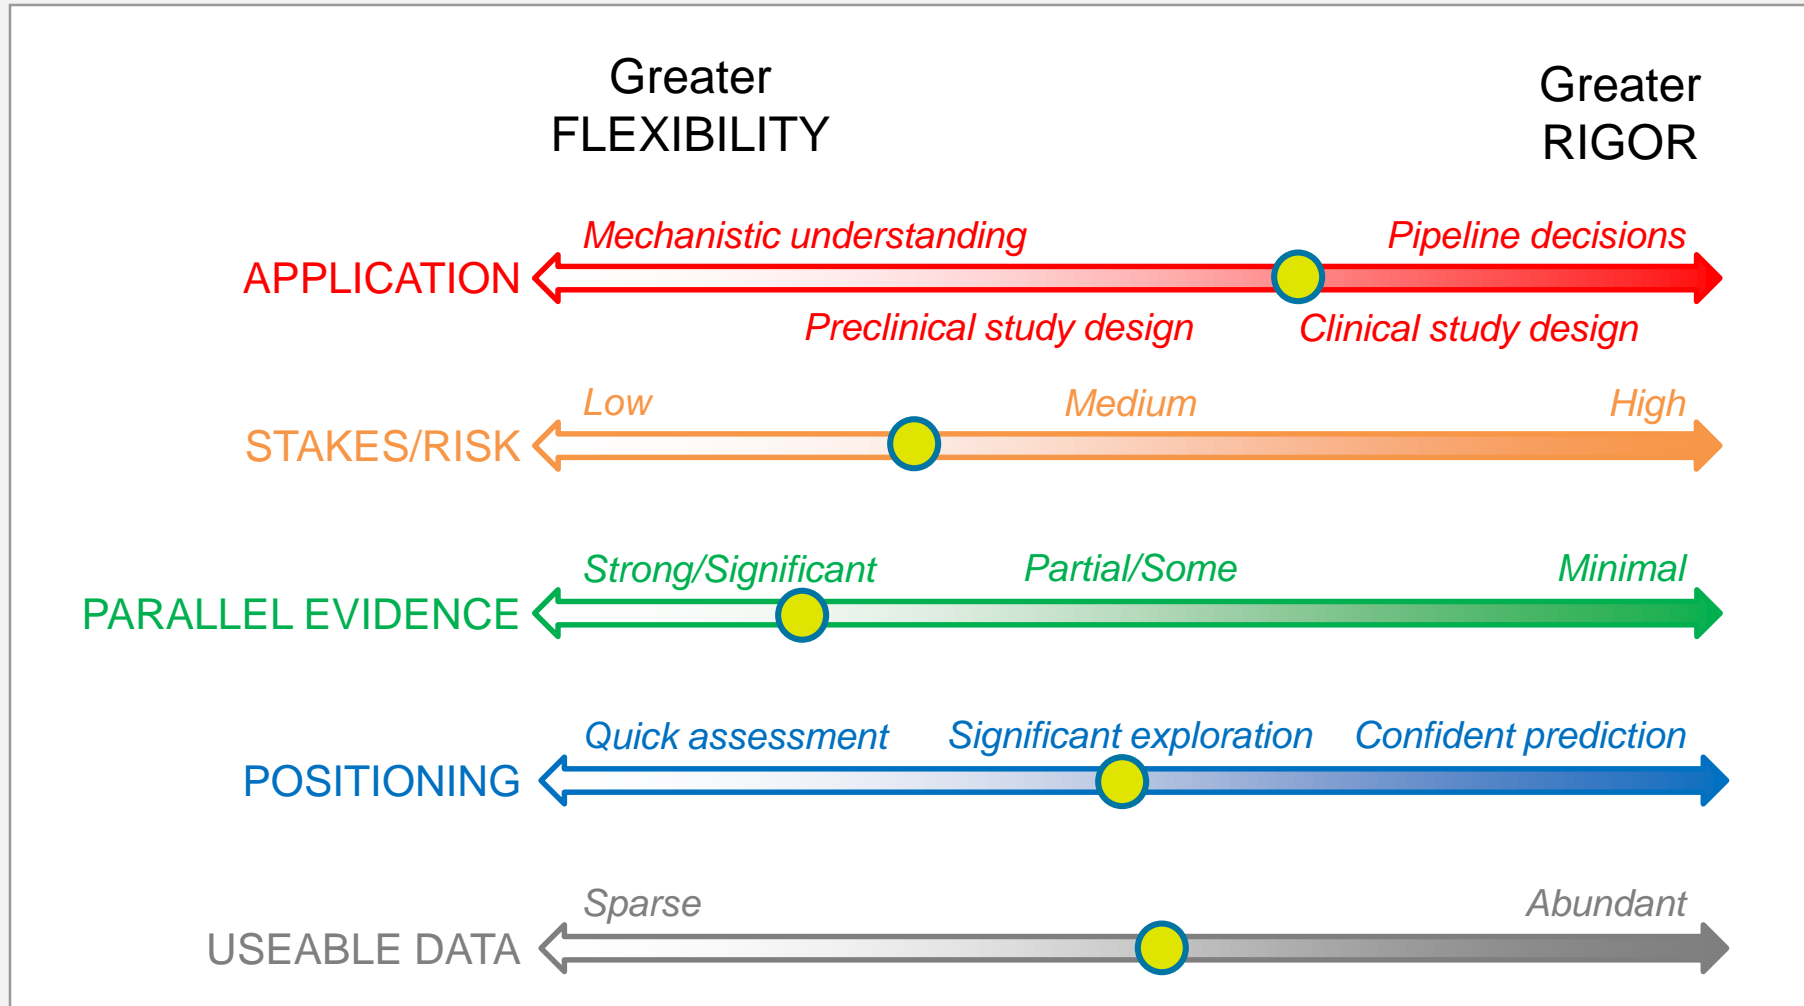 Greater
FLEXIBILITY
Greater
RIGOR
Mechanistic understanding
Pipeline decisions
APPLICATION
Preclinical study design
Clinical study design
Low
Medium
High
STAKES/RISK
Strong/Significant
Partial/Some
Minimal
PARALLEL EVIDENCE
Quick assessment
Significant exploration
Confident prediction
POSITIONING
Sparse
Abundant
USEABLE DATA